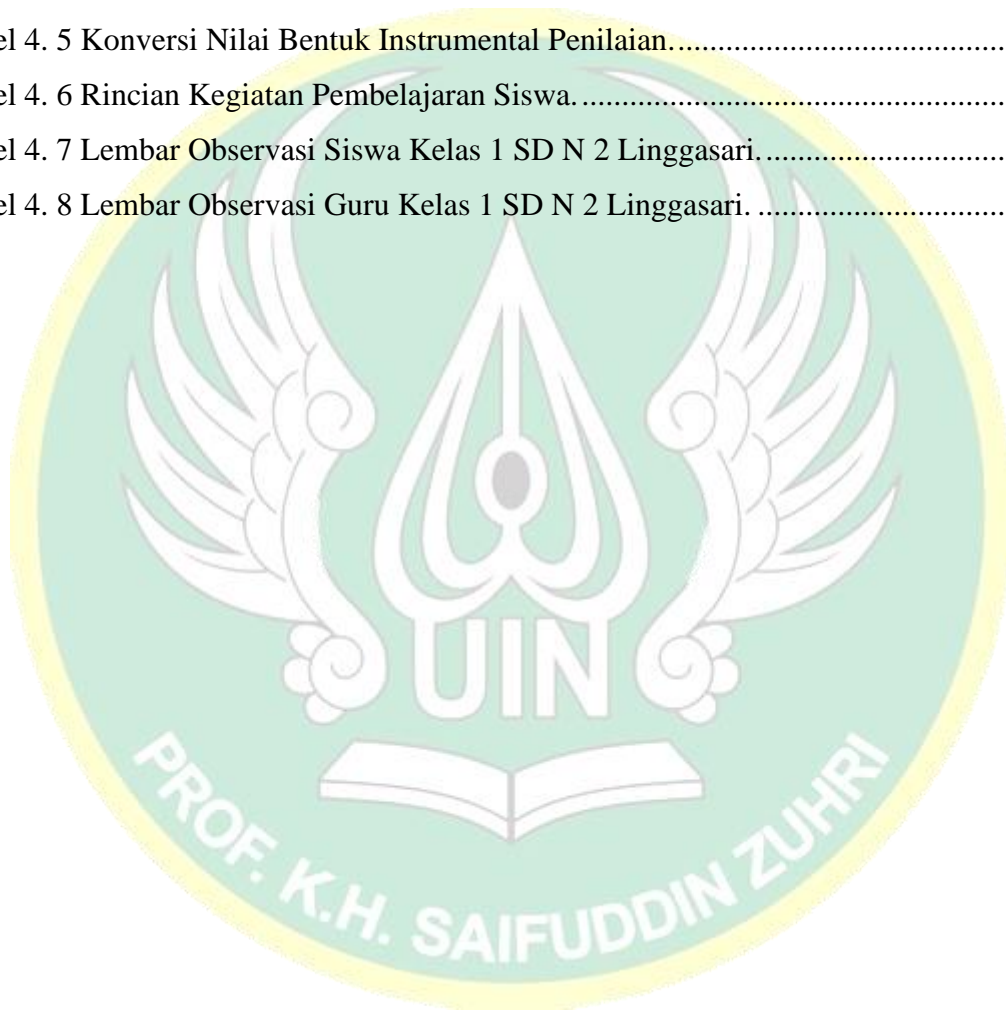 el 4. 5 Konversi Nilai Bentuk Instrumental Penilaian.......................................
el 4. 6 Rincian Kegiatan Pembelajaran Siswa. .......................................
el 4. 7 Lembar Observasi Siswa Kelas 1 SD N 2 Linggasari. ..............................
el 4. 8 Lembar Observasi Guru Kelas 1 SD N 2 Linggasari. ..............................
UIN
PROF. K.H. SAIFUDDIN ZUHRI